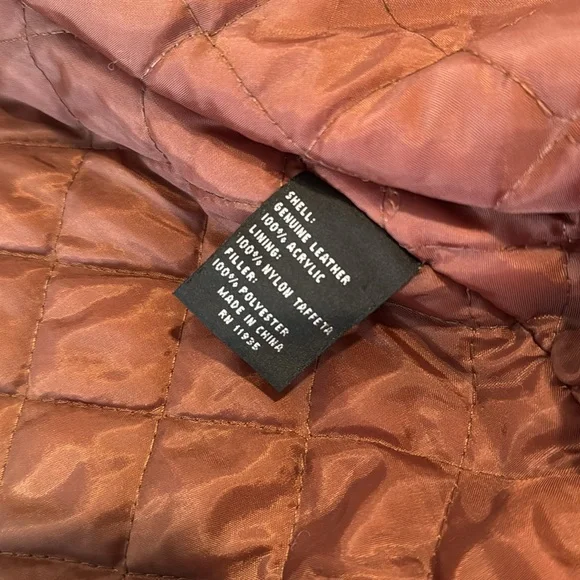 SHELL:
GENUINE LEATHER
100% ACRYLIC
LINING:
100% NYLON TAFFETA
FILLER:
100% POLYESTER
MADE IN CHINA
RN 11935